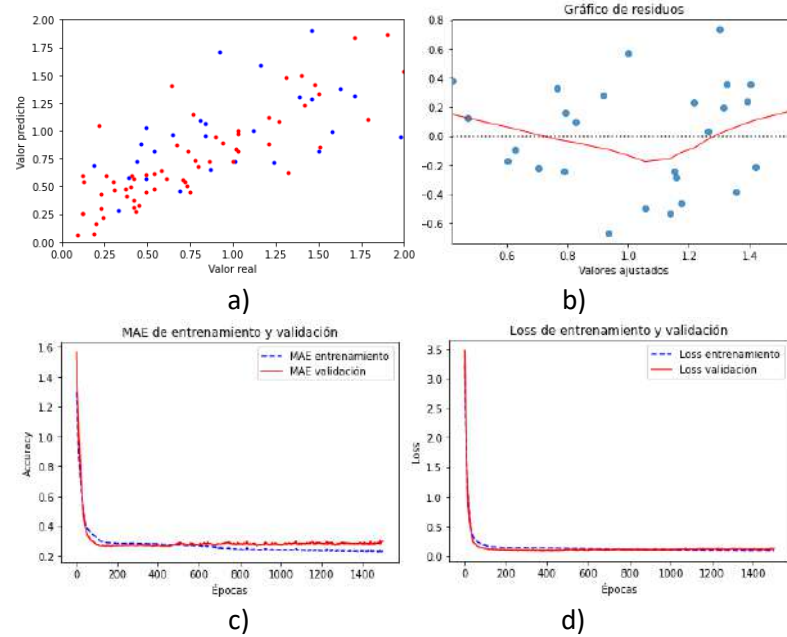 2.00
1.75
1.50
1.25
1.00
0.75
0.50
0.25
0.00
Valor predicho
0.00 0.25 0.50 0.75 1.00 1.25 1.50 1.75 2.00
Valor real
a)
Gráfico de residuos
0.8
0.6
0.4
0.2
0.0
−0.2
−0.4
−0.6
0.6 0.8 1.0 1.2 1.4
Valores ajustados
b)
MAE de entrenamiento y validación
1.6
1.4
1.2
1.0
0.8
0.6
0.4
0.2
Accuracy
MAE entrenamiento
MAE validación
0 200 400 600 800 1000 1200 1400
Épocas
c)
Loss de entrenamiento y validación
3.5
3.0
2.5
2.0
1.5
1.0
0.5
0.0
Loss
Loss entrenamiento
Loss validación
0 200 400 600 800 1000 1200 1400
Épocas
d)